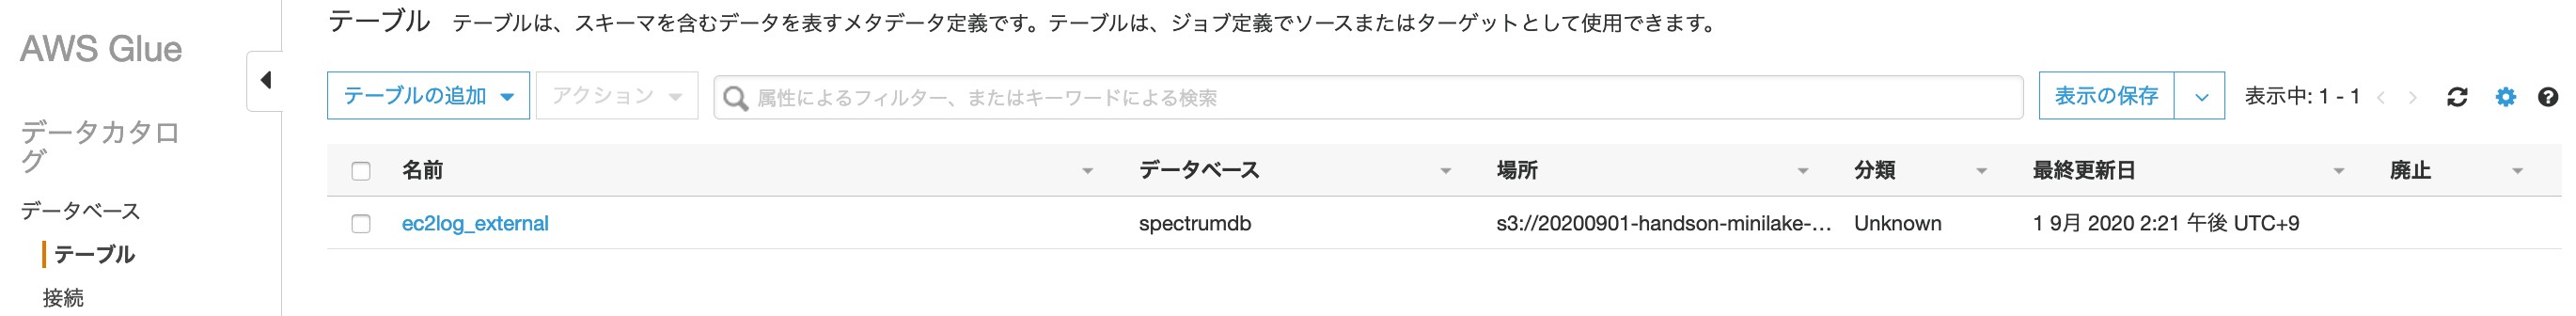 AWS Glue
データカタロ
グ
データベース
テーブル
接続
テーブル テーブルは、スキーマを含むデータを表すメタデータ定義です。テーブルは、ジョブ定義でソースまたはターゲットとして使用できます。
テーブルの追加 アクション 属性によるフィルター、またはキーワードによる検索 表示の保存 表示中: 1 - 1
名前 データベース 場所 分類 最終更新日 廃止
ec2log_external spectrumdb s3://20200901-handson-minilake-... Unknown 1 9月 2020 2:21 午後 UTC+9